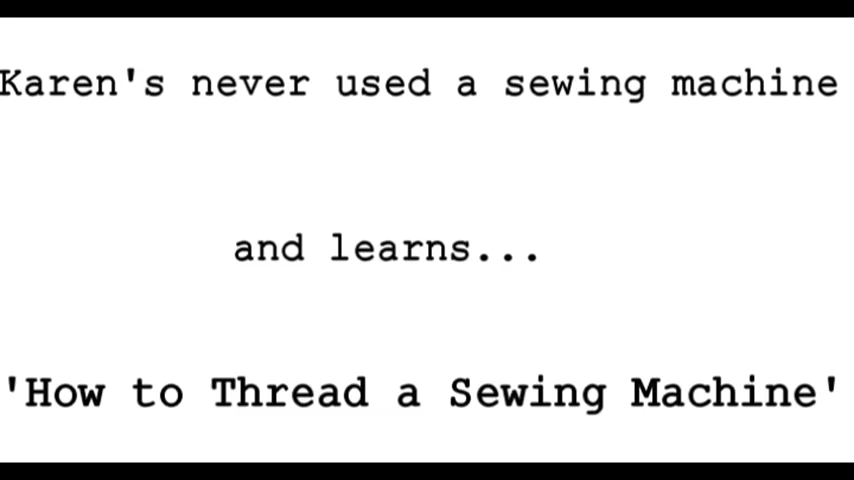 Karen's never used a sewing machine
and learns...
'How to Thread a Sewing Machine'